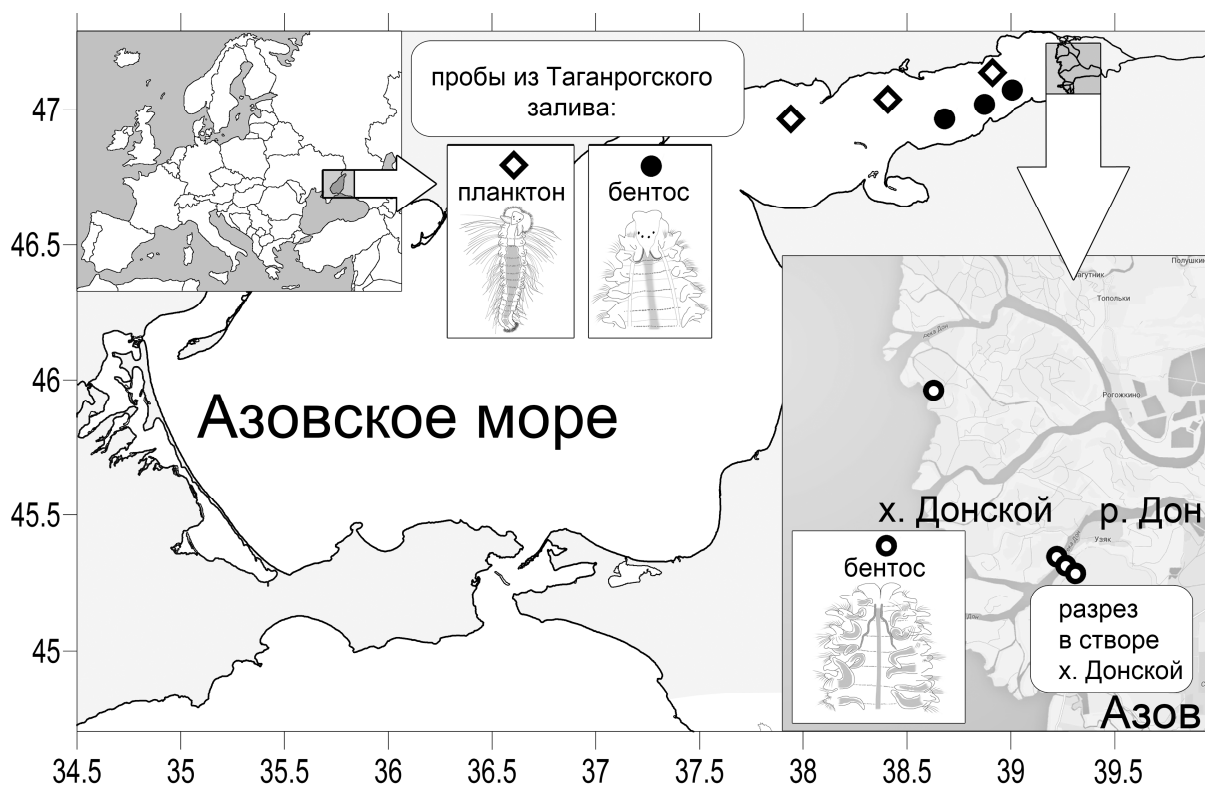 пробы из Таганрогского
залива:
планктон
бентос
47
46.5
46
45.5
45
Азовское море
Полушкин
Топольки
Рогожкино
х. Донской
р. Дон
Узяк
бентос
разрез
в створе
х. Донской
Азов
34.5 35 35.5 36 36.5 37 37.5 38 38.5 39 39.5